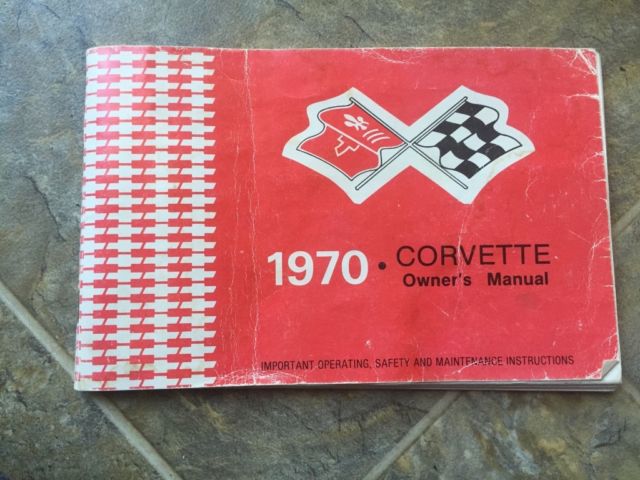 1970 • CORVETTE
Owner's Manual
IMPORTANT OPERATING, SAFETY AND MAINTENANCE INSTRUCTIONS